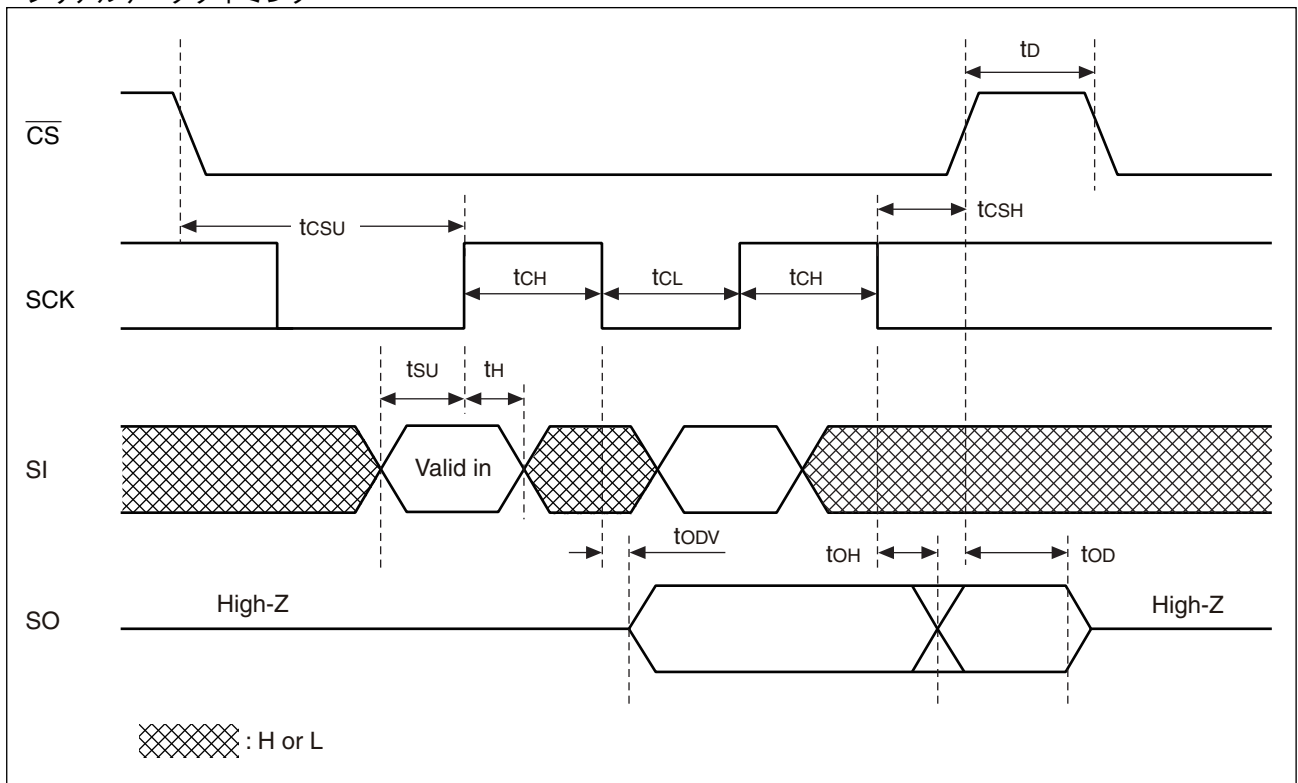 tD
CS
tCSU
tCSH
SCK
tCH
tCL
tCH
tSU
tH
SI
Valid in
tODV
tOH
tOD
SO
High-Z
High-Z
: H or L